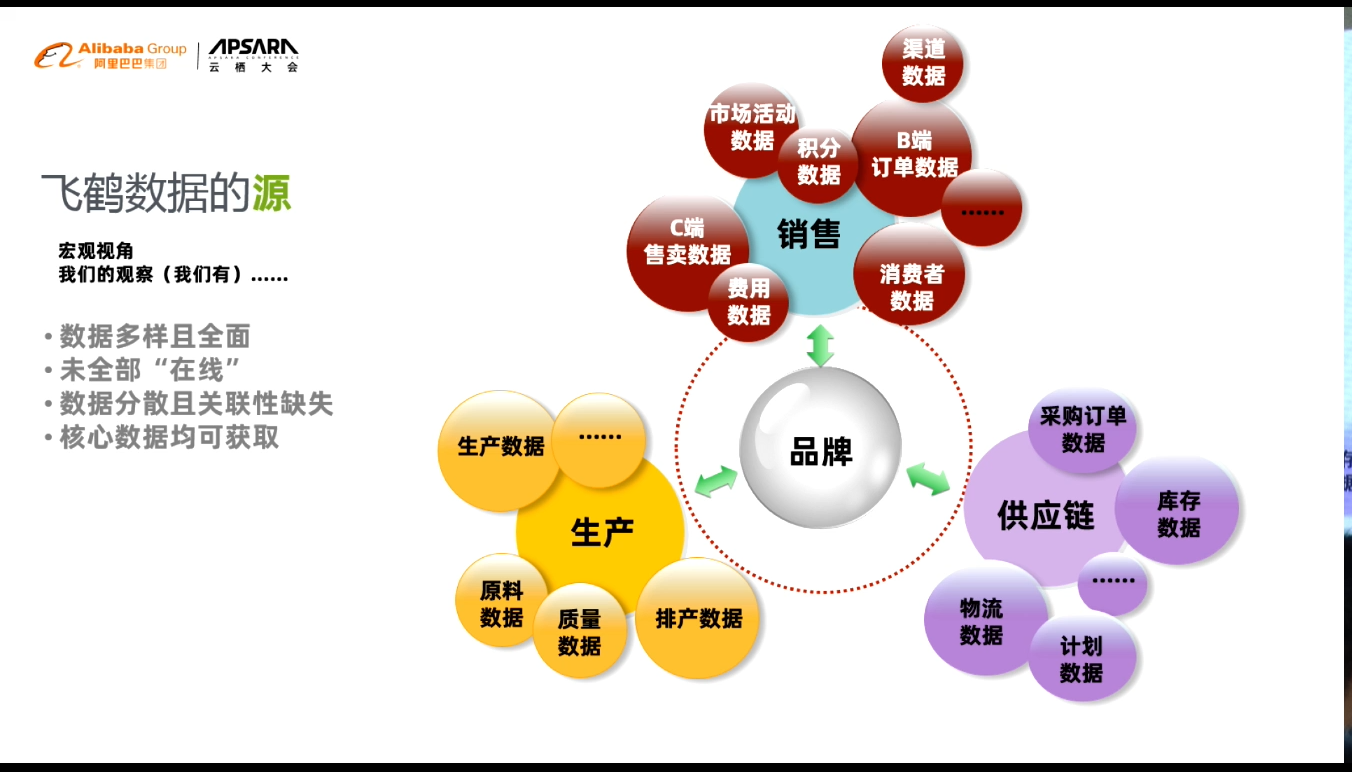 Alibaba Group
阿里巴巴集团
APSARA
APSARA CONFERENCE
云栖大会
飞鹤数据的源
宏观视角
我们的观察（我们有）……
• 数据多样且全面
• 未全部“在线”
• 数据分散且关联性缺失
• 核心数据均可获取
渠道
数据
市场活动
数据
积分
数据
B端
订单数据
……
C端
售卖数据
销售
费用
数据
消费者
数据
品牌
生产数据
……
生产
原料
数据
质量
数据
排产数据
采购订单
数据
供应链
库存
数据
……
物流
数据
计划
数据